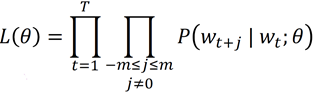 L(θ) = ∏_{t=1}^{T} ∏_{-m≤j≤m, j≠0} P(w_{t+j} | w_t; θ)